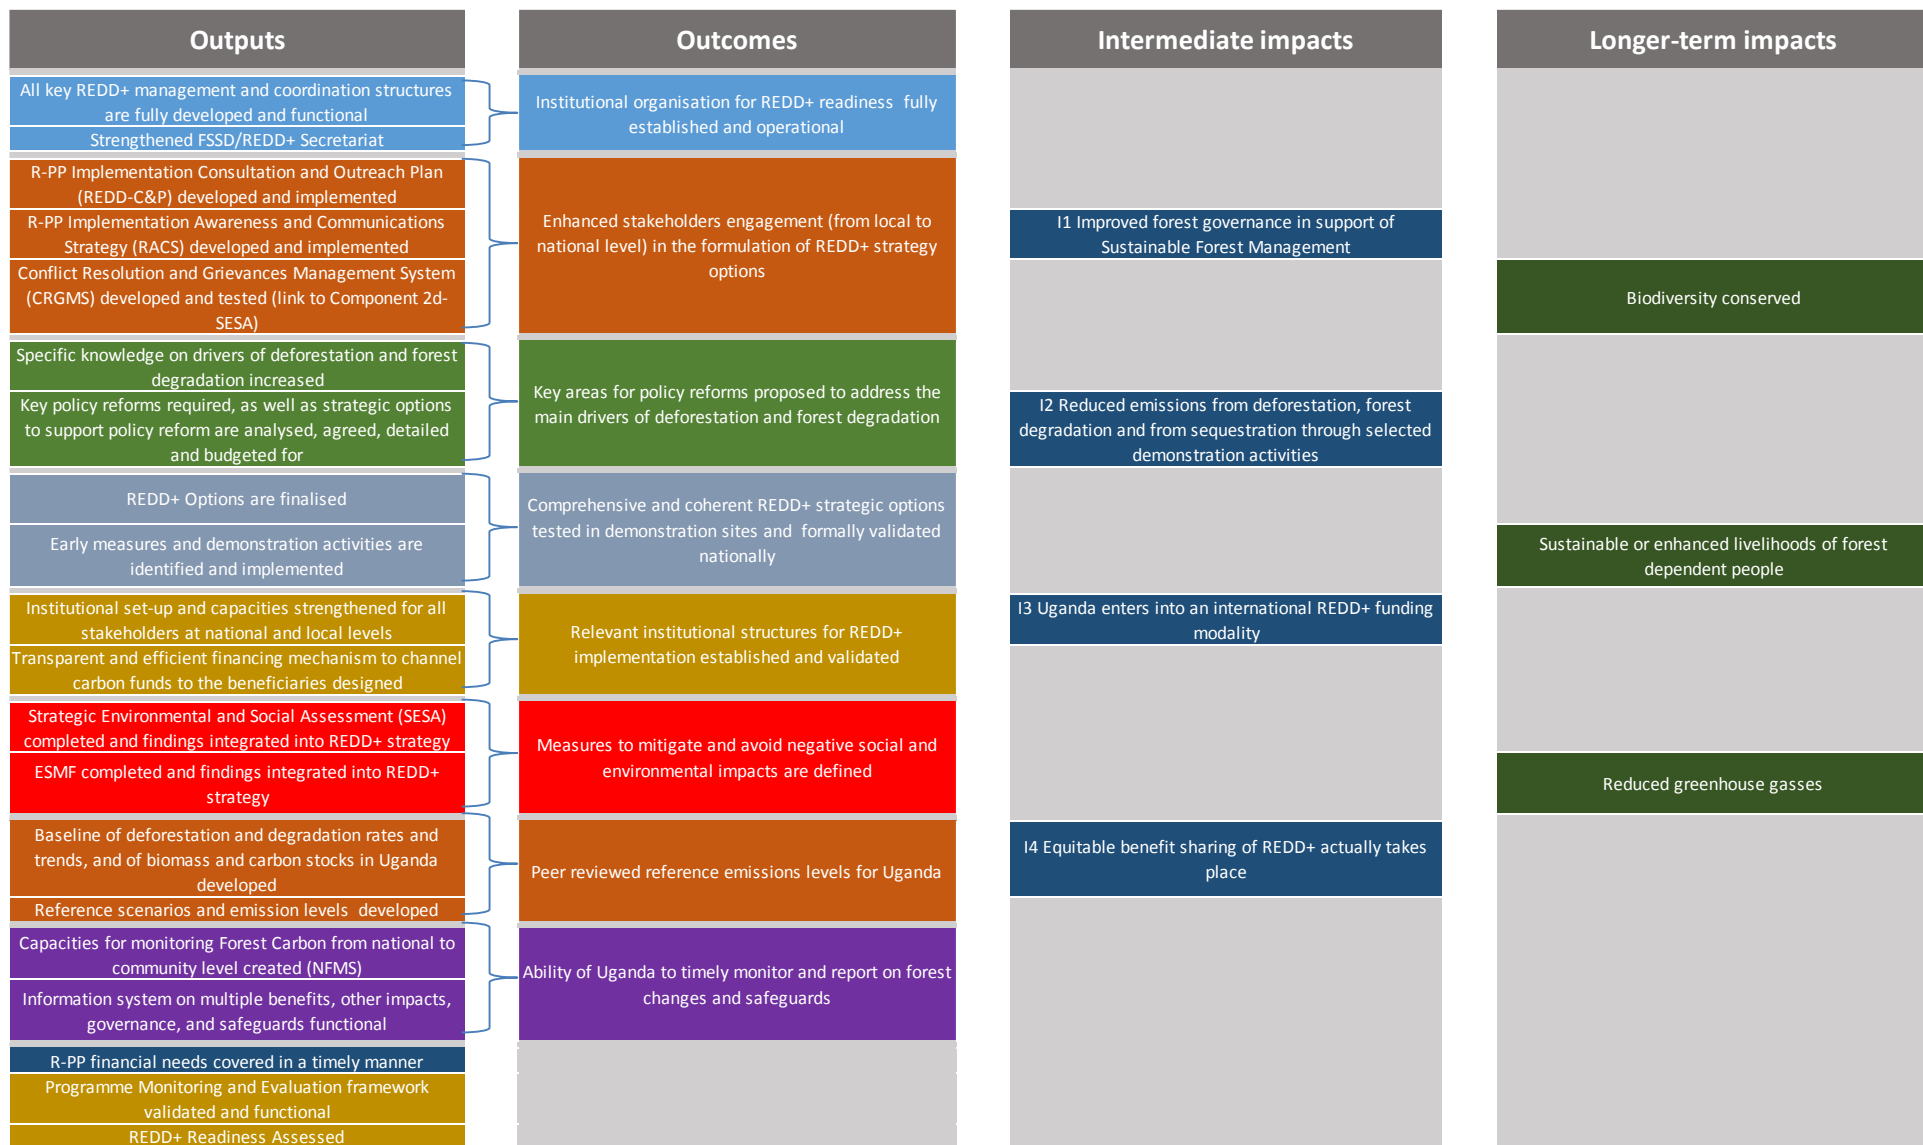 Outputs
All key REDD+ management and coordination structures
are fully developed and functional
Strengthened FSSD/REDD+ Secretariat
R-PP Implementation Consultation and Outreach Plan
(REDD-C&P) developed and implemented
R-PP Implementation Awareness and Communications
Strategy (RACS) developed and implemented
Conflict Resolution and Grievances Management System
(CRGMS) developed and tested (link to Component 2d-
SESA)
Specific knowledge on drivers of deforestation and forest
degradation increased
Key policy reforms required, as well as strategic options
to support policy reform are analysed, agreed, detailed
and budgeted for
REDD+ Options are finalised
Early measures and demonstration activities are
identified and implemented
Institutional set-up and capacities strengthened for all
stakeholders at national and local levels
Transparent and efficient financing mechanism to channel
carbon funds to the beneficiaries designed
Strategic Environmental and Social Assessment (SESA)
completed and findings integrated into REDD+ strategy
ESMF completed and findings integrated into REDD+
strategy
Baseline of deforestation and degradation rates and
trends, and of biomass and carbon stocks in Uganda
developed
Reference scenarios and emission levels developed
Capacities for monitoring Forest Carbon from national to
community level created (NFMS)
Information system on multiple benefits, other impacts,
governance, and safeguards functional
R-PP financial needs covered in a timely manner
Programme Monitoring and Evaluation framework
validated and functional
REDD+ Readiness Assessed
Outcomes
Institutional organisation for REDD+ readiness fully
established and operational
Enhanced stakeholders engagement (from local to
national level) in the formulation of REDD+ strategy
options
Key areas for policy reforms proposed to address the
main drivers of deforestation and forest degradation
Comprehensive and coherent REDD+ strategic options
tested in demonstration sites and formally validated
nationally
Relevant institutional structures for REDD+
implementation established and validated
Measures to mitigate and avoid negative social and
environmental impacts are defined
Peer reviewed reference emissions levels for Uganda
Ability of Uganda to timely monitor and report on forest
changes and safeguards
Intermediate impacts
I1 Improved forest governance in support of
Sustainable Forest Management
I2 Reduced emissions from deforestation, forest
degradation and from sequestration through selected
demonstration activities
I3 Uganda enters into an international REDD+ funding
modality
I4 Equitable benefit sharing of REDD+ actually takes
place
Longer-term impacts
Biodiversity conserved
Sustainable or enhanced livelihoods of forest
dependent people
Reduced greenhouse gasses